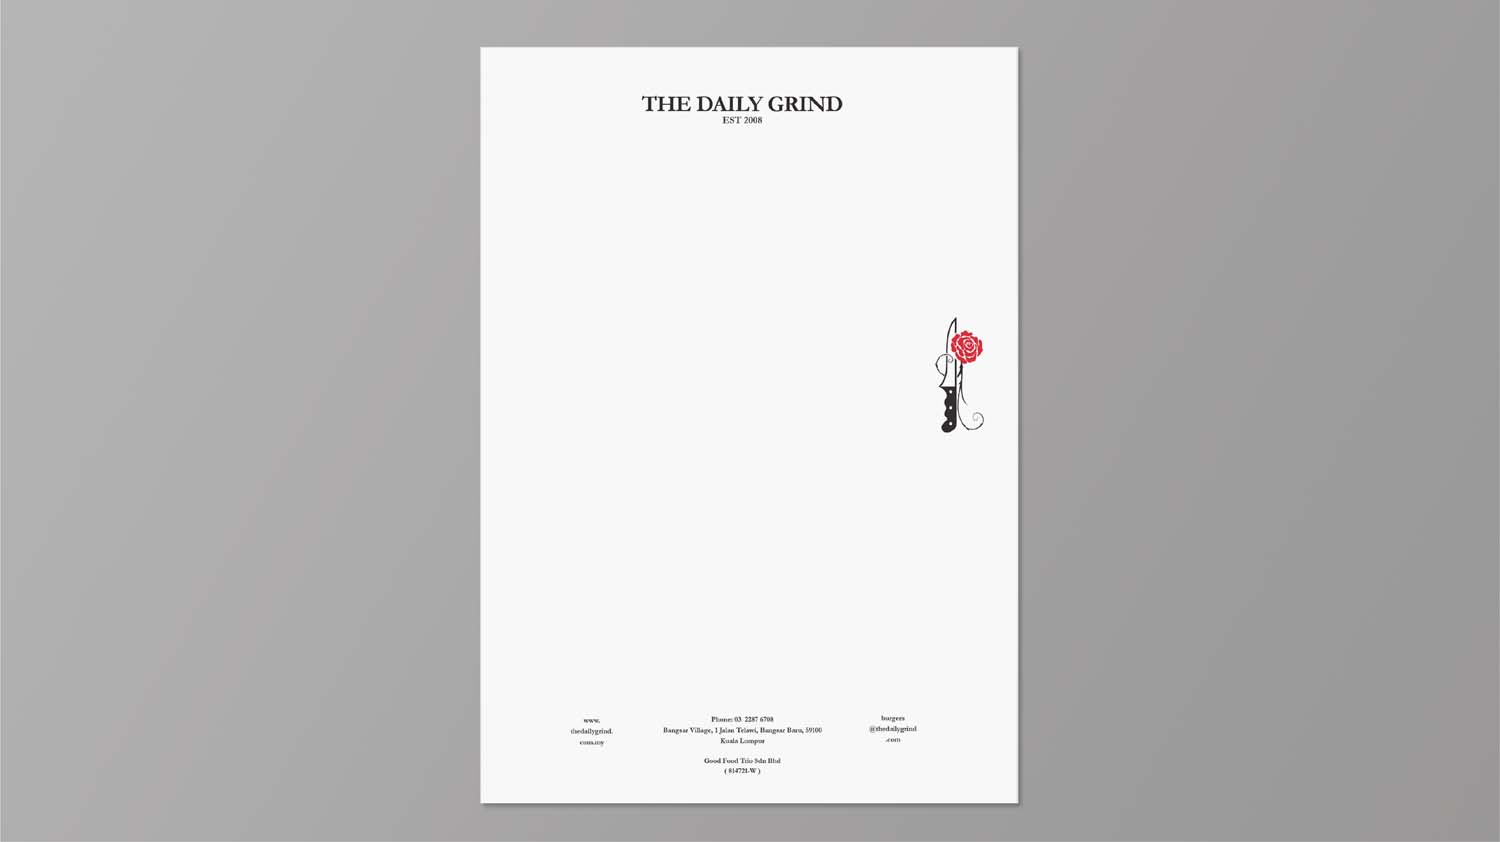 THE DAILY GRIND
EST 2008
www.
thedailygrind.
com.my
Phone: 03 2287 6708
Bangsar Village, 1 Jalan Telawi, Bangsar Baru, 59100
Kuala Lumpur
Good Food Trio Sdn Bhd
( 814721-W )
burgers
@thedailygrind
.com